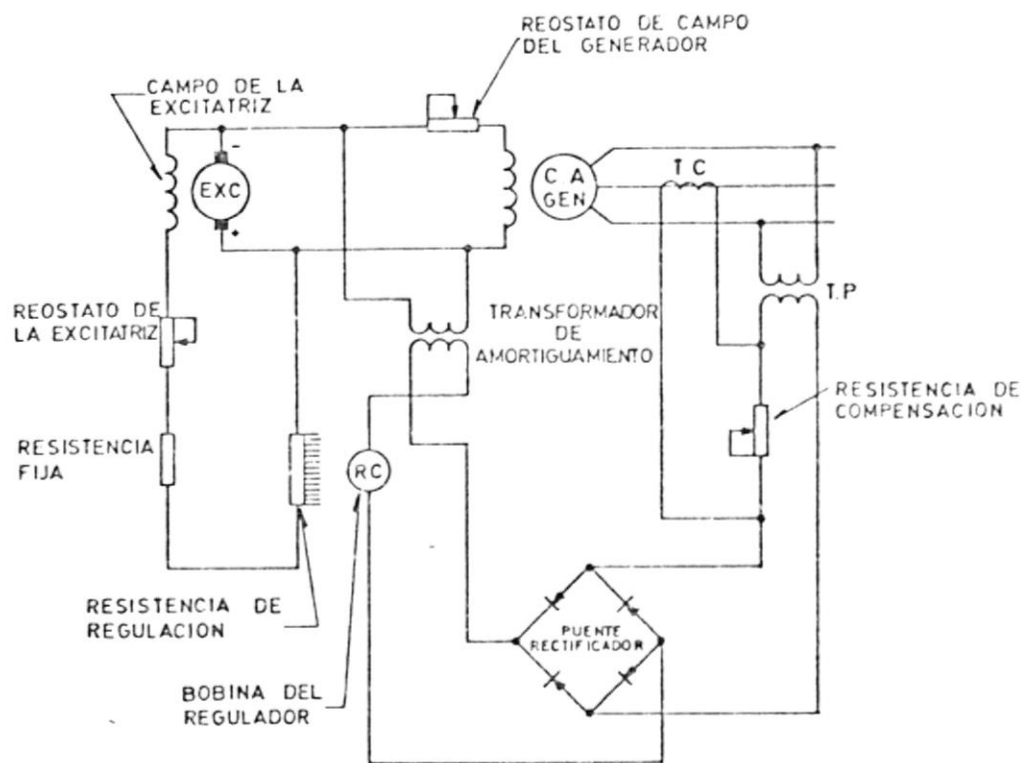 REOSTATO DE CAMPO
DEL GENERADOR
CAMPO DE LA
EXCITATRIZ
-
EXC
+
C A
GEN
T C
T.P
REOSTATO DE
LA EXCITATRIZ
TRANSFORMADOR
DE
AMORTIGUAMIENTO
RESISTENCIA DE
COMPENSACION
RESISTENCIA
FIJA
RC
RESISTENCIA DE
REGULACION
PUENTE
RECTIFICADOR
BOBINA DEL
REGULADOR